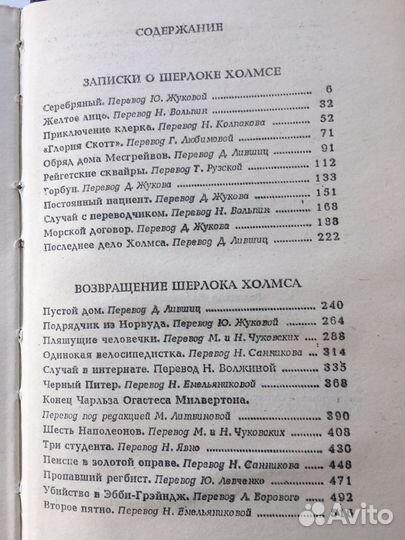 СОДЕРЖАНИЕ
ЗАПИСКИ О ШЕРЛОКЕ ХОЛМСЕ
Серебряный. Перевод Ю. Жуковой 6
Желтое лицо. Перевод Н. Вольпин 32
Приключение клерка. Перевод Н. Колпакова 52
«Глория Скотт». Перевод Г. Любимовой 71
Обряд дома Месгрейвов. Перевод Д. Лившиц 91
Рейгетские сквайры. Перевод Т. Рузской 112
Горбун. Перевод Д. Жукова 133
Постоянный пациент. Перевод Д. Жукова 151
Случай с переводчиком. Перевод Н. Вольпин 168
Морской договор. Перевод Д. Жукова 188
Последнее дело Холмса. Перевод Д. Лившиц 222
ВОЗВРАЩЕНИЕ ШЕРЛОКА ХОЛМСА
Пустой дом. Перевод Д. Лившиц 240
Подрядчик из Норвуда. Перевод Ю. Жуковой 264
Пляшущие человечки. Перевод М. и Н. Чуковских 288
Одинокая велосипедистка. Перевод Н. Санникова 314
Случай в интернате. Перевод Н. Волжиной 335
Черный Питер. Перевод Н. Емельяниковой 368
Конец Чарльза Огастеса Милвертона.
Перевод под редакцией М. Литвиновой 390
Шесть Наполеонов. Перевод М. и Н. Чуковских 408
Три студента. Перевод Н. Явно 430
Пенсне в золотой оправе. Перевод Н. Санникова 448
Пропавший регбист. Перевод Ю. Левченко 471
Убийство в Эбби-Грэйндж. Перевод Л. Борового 492
Второе пятно. Перевод Н. Емельяниковой
Avito